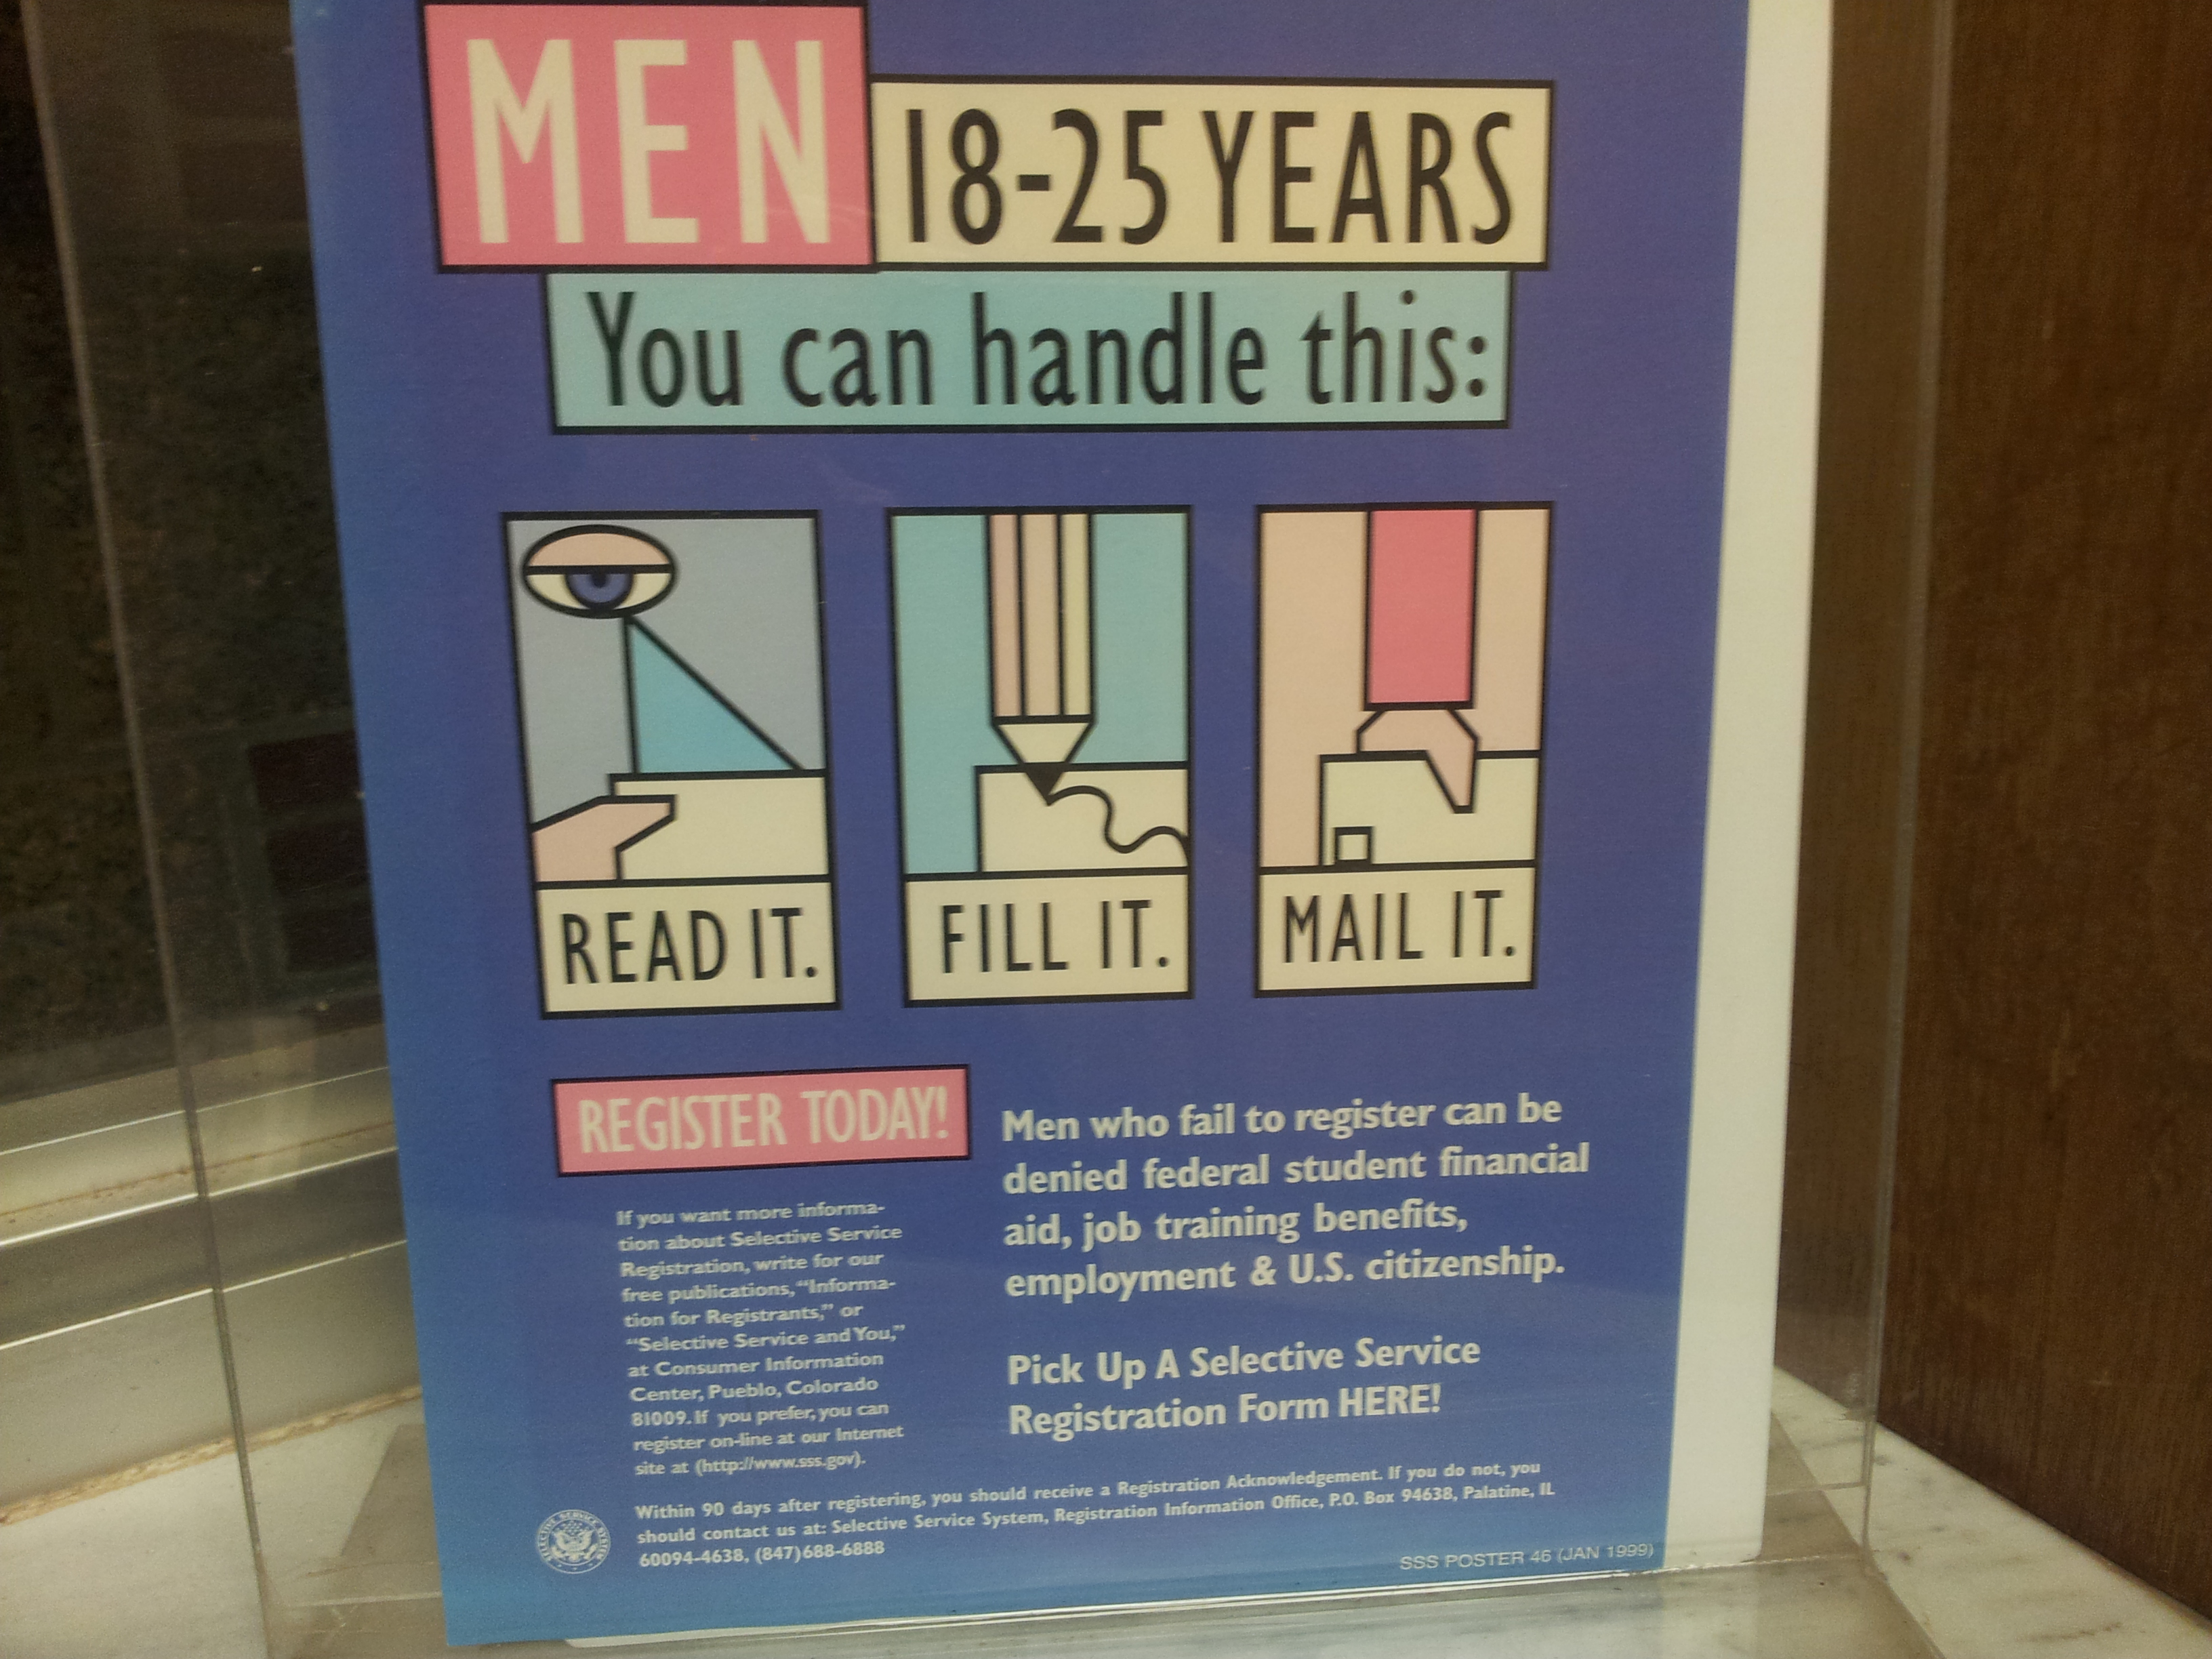 MEN
18-25 YEARS
You can handle this:
READ IT.
FILL IT.
MAIL IT.
REGISTER TODAY!
If you want more informa-
tion about Selective Service
Registration, write for our
free publications, "Informa-
tion for Registrants," or
"Selective Service and You,"
at Consumer Information
Center, Pueblo, Colorado
81009. If you prefer, you can
register on-line at our Internet
site at (http://www.sss.gov).
Men who fail to register can be
denied federal student financial
aid, job training benefits,
employment & U.S. citizenship.
Pick Up A Selective Service
Registration Form HERE!
Within 90 days after registering, you should receive a Registration Acknowledgement. If you do not, you
should contact us at: Selective Service System, Registration Information Office, P.O. Box 94638, Palatine, IL
60094-4638, (847)688-6888
SELECTIVE SERVICE SYSTEM
SSS POSTER 46 (JAN 1999)